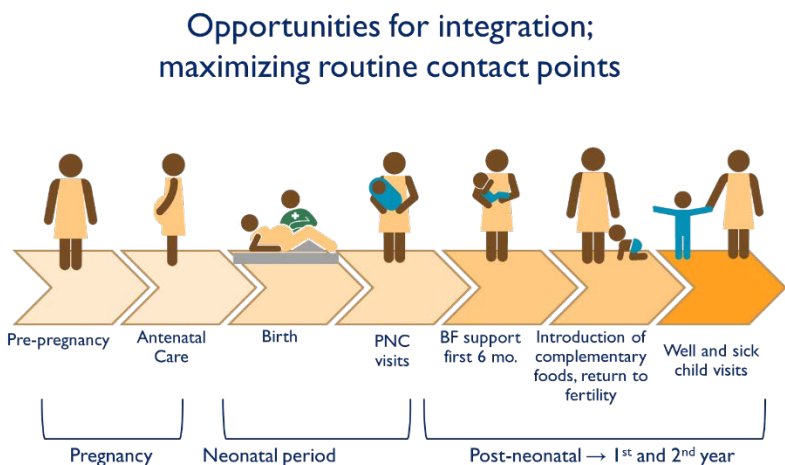 Opportunities for integration;
maximizing routine contact points
Pre-pregnancy
Antenatal
Care
Birth
PNC
visits
BF support
first 6 mo.
Introduction of
complementary
foods, return to
fertility
Well and sick
child visits
Pregnancy
Neonatal period
Post-neonatal → 1st and 2nd year